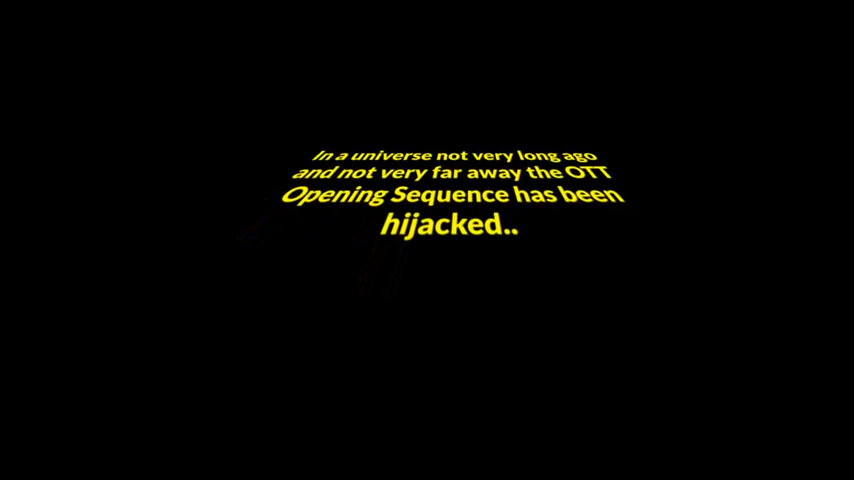 In a universe not very long ago
and not very far away the OTT
Opening Sequence has been
hijacked..